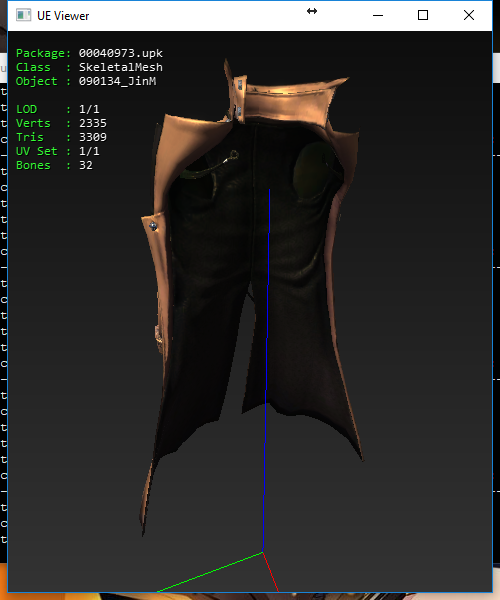 UE Viewer
Package: 00040973.upk
Class : SkeletalMesh
Object : 090134_JinM
LOD : 1/1
Verts : 2335
Tris : 3309
UV Set : 1/1
Bones : 32